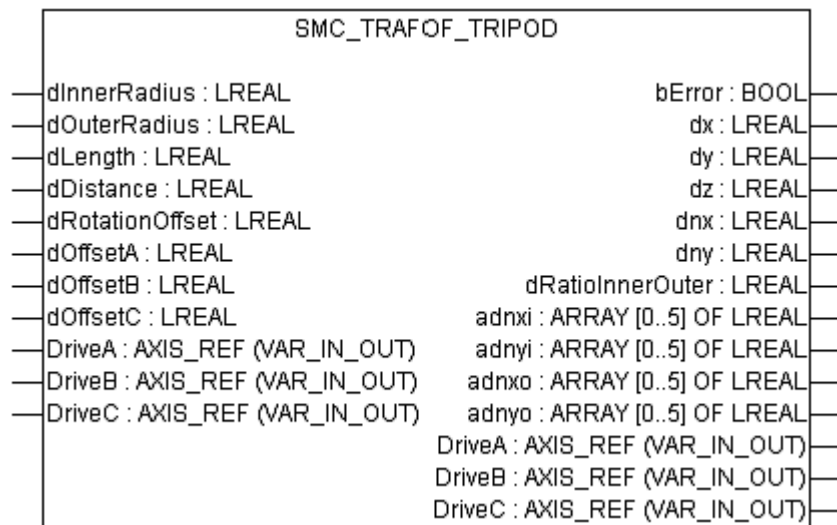 SMC_TRAFOF_TRIPOD
dInnerRadius : LREAL bError : BOOL
dOuterRadius : LREAL dx : LREAL
dLength : LREAL dy : LREAL
dDistance : LREAL dz : LREAL
dRotationOffset : LREAL dnx : LREAL
dOffsetA : LREAL dny : LREAL
dOffsetB : LREAL dRatioInnerOuter : LREAL
dOffsetC : LREAL adnxi : ARRAY [0..5] OF LREAL
DriveA : AXIS_REF (VAR_IN_OUT) adnyi : ARRAY [0..5] OF LREAL
DriveB : AXIS_REF (VAR_IN_OUT) adnxo : ARRAY [0..5] OF LREAL
DriveC : AXIS_REF (VAR_IN_OUT) adnyo : ARRAY [0..5] OF LREAL
DriveA : AXIS_REF (VAR_IN_OUT)
DriveB : AXIS_REF (VAR_IN_OUT)
DriveC : AXIS_REF (VAR_IN_OUT)